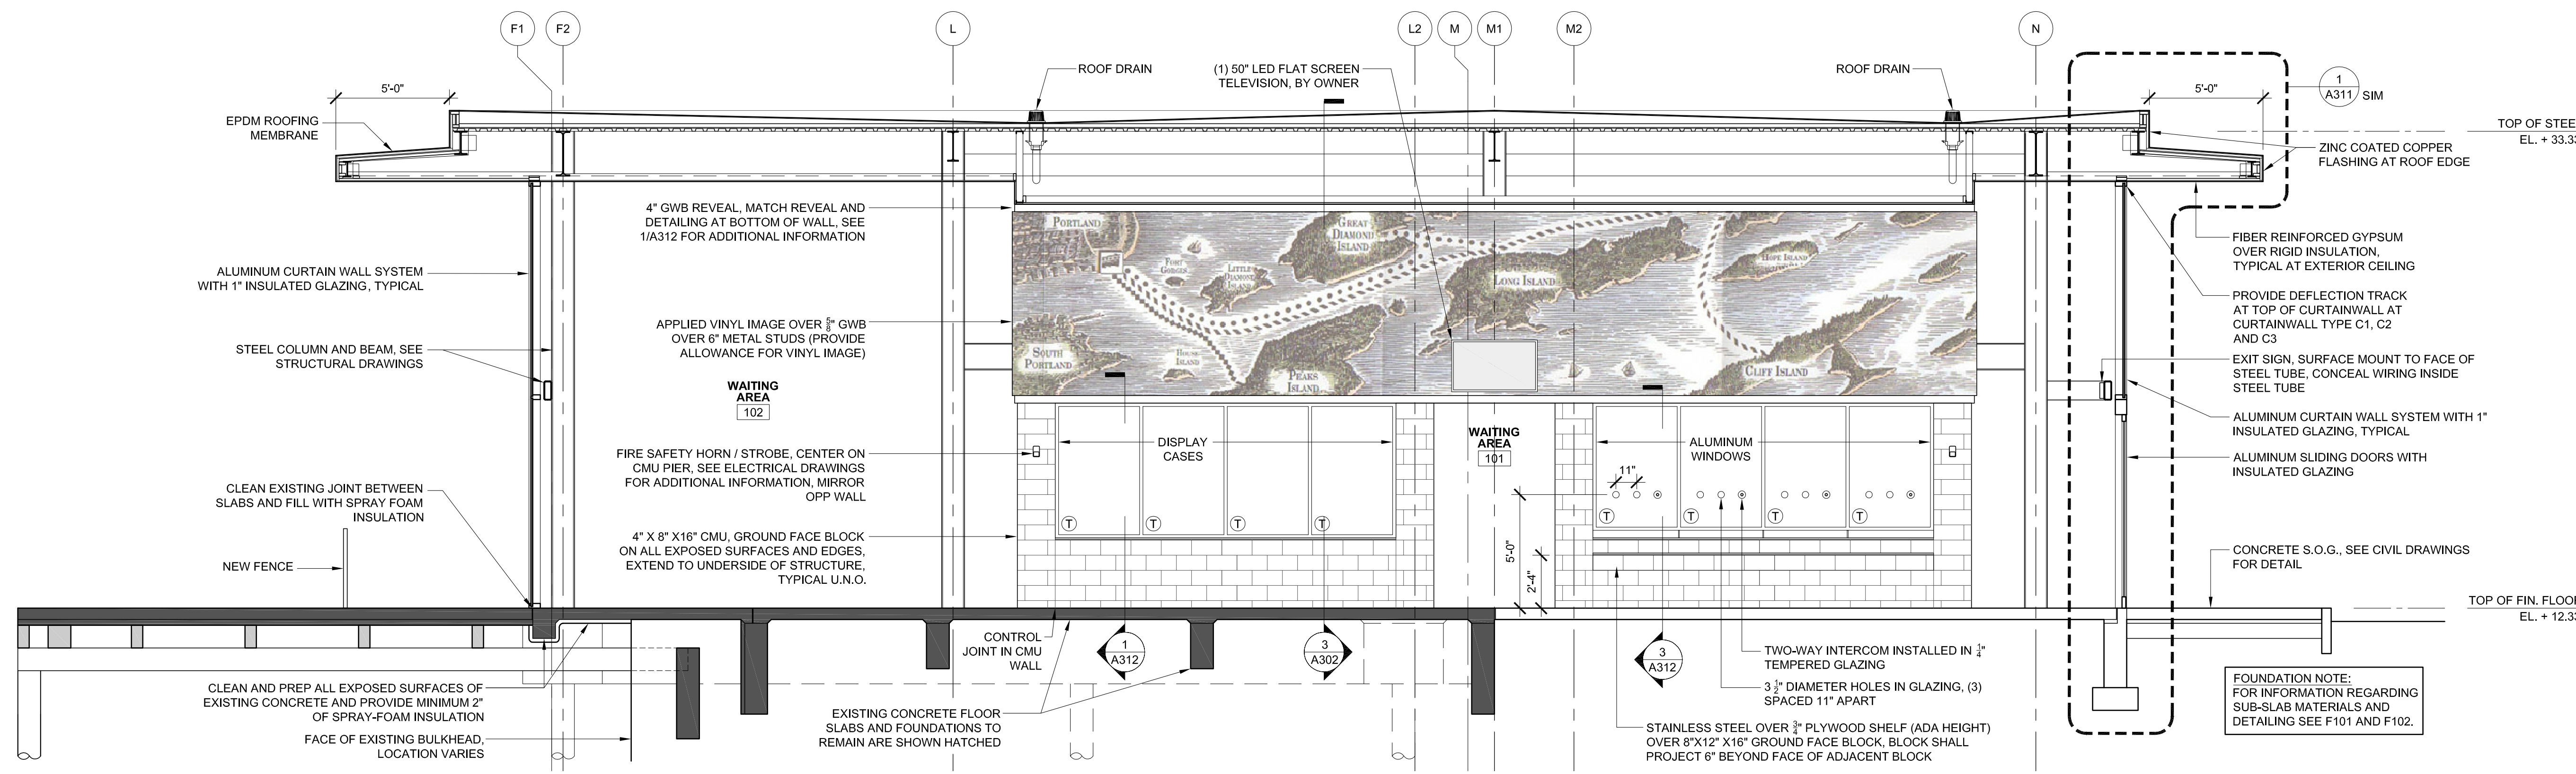 F1
F2
L
L2
M
M1
M2
N
5'-0"
EPDM ROOFING
MEMBRANE
ROOF DRAIN
(1) 50" LED FLAT SCREEN
TELEVISION, BY OWNER
ROOF DRAIN
5'-0"
1
A311
SIM
TOP OF STEE
EL. + 33.33
ZINC COATED COPPER
FLASHING AT ROOF EDGE
4" GWB REVEAL, MATCH REVEAL AND
DETAILING AT BOTTOM OF WALL, SEE
1/A312 FOR ADDITIONAL INFORMATION
ALUMINUM CURTAIN WALL SYSTEM
WITH 1" INSULATED GLAZING, TYPICAL
APPLIED VINYL IMAGE OVER 5/8" GWB
OVER 6" METAL STUDS (PROVIDE
ALLOWANCE FOR VINYL IMAGE)
STEEL COLUMN AND BEAM, SEE
STRUCTURAL DRAWINGS
WAITING
AREA
102
FIRE SAFETY HORN / STROBE, CENTER ON
CMU PIER, SEE ELECTRICAL DRAWINGS
FOR ADDITIONAL INFORMATION, MIRROR
OPP WALL
CLEAN EXISTING JOINT BETWEEN
SLABS AND FILL WITH SPRAY FOAM
INSULATION
4" X 8" X16" CMU, GROUND FACE BLOCK
ON ALL EXPOSED SURFACES AND EDGES,
EXTEND TO UNDERSIDE OF STRUCTURE,
TYPICAL U.N.O.
NEW FENCE
PORTLAND
FORT
GORGES
LITTLE
DIAMOND
ISLAND
GREAT
DIAMOND
ISLAND
LONG ISLAND
HOPE ISLAND
SOUTH
PORTLAND
HOUSE
ISLAND
PEAKS
ISLAND
CLIFF ISLAND
DISPLAY
CASES
T
T
T
T
WAITING
AREA
101
ALUMINUM
WINDOWS
11"
T
T
T
T
5'-0"
2'-4"
FIBER REINFORCED GYPSUM
OVER RIGID INSULATION,
TYPICAL AT EXTERIOR CEILING
PROVIDE DEFLECTION TRACK
AT TOP OF CURTAINWALL AT
CURTAINWALL TYPE C1, C2
AND C3
EXIT SIGN, SURFACE MOUNT TO FACE OF
STEEL TUBE, CONCEAL WIRING INSIDE
STEEL TUBE
ALUMINUM CURTAIN WALL SYSTEM WITH 1"
INSULATED GLAZING, TYPICAL
ALUMINUM SLIDING DOORS WITH
INSULATED GLAZING
CONCRETE S.O.G., SEE CIVIL DRAWINGS
FOR DETAIL
TOP OF FIN. FLOOR
EL. + 12.33
CLEAN AND PREP ALL EXPOSED SURFACES OF
EXISTING CONCRETE AND PROVIDE MINIMUM 2"
OF SPRAY-FOAM INSULATION
FACE OF EXISTING BULKHEAD,
LOCATION VARIES
CONTROL
JOINT IN CMU
WALL
EXISTING CONCRETE FLOOR
SLABS AND FOUNDATIONS TO
REMAIN ARE SHOWN HATCHED
1
A312
3
A302
3
A312
TWO-WAY INTERCOM INSTALLED IN 1/4"
TEMPERED GLAZING
3 1/2" DIAMETER HOLES IN GLAZING, (3)
SPACED 11" APART
STAINLESS STEEL OVER 3/4" PLYWOOD SHELF (ADA HEIGHT)
OVER 8"X12" X16" GROUND FACE BLOCK, BLOCK SHALL
PROJECT 6" BEYOND FACE OF ADJACENT BLOCK
FOUNDATION NOTE:
FOR INFORMATION REGARDING
SUB-SLAB MATERIALS AND
DETAILING SEE F101 AND F102.